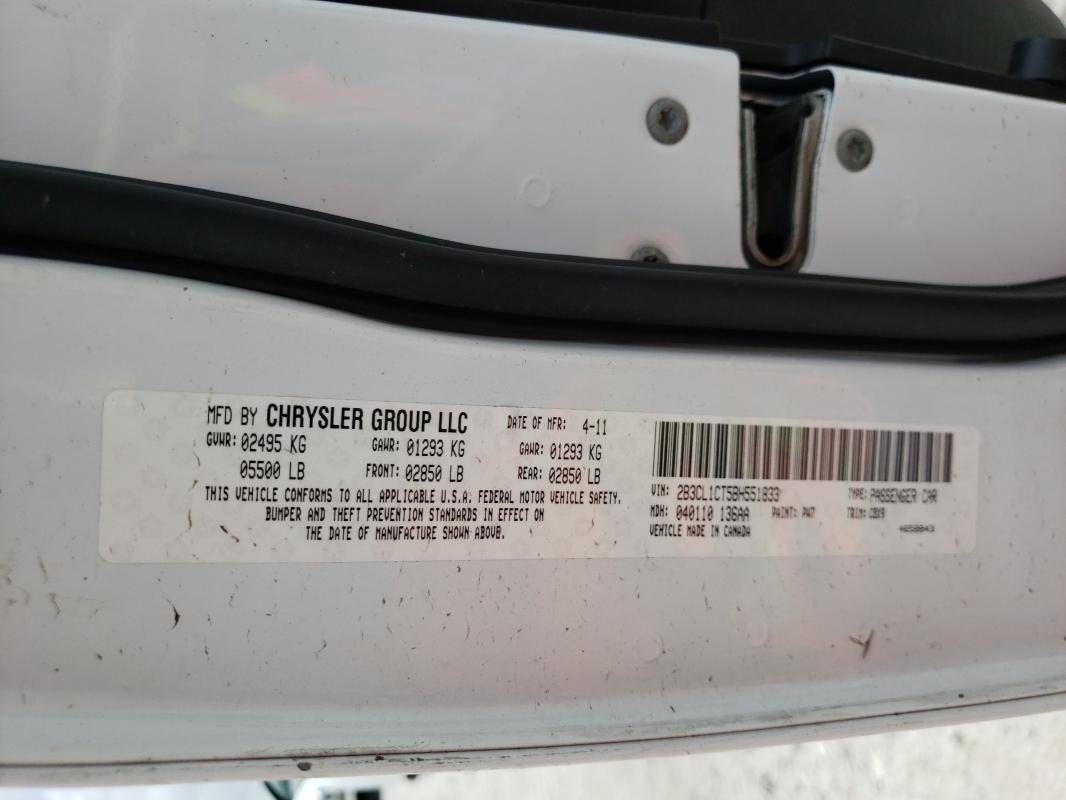 MFD BY CHRYSLER GROUP LLC DATE OF MFR: 4-11
GVWR: 02495 KG GAWR: 01293 KG GAWR: 01293 KG
05500 LB FRONT: 02850 LB REAR: 02850 LB
THIS VEHICLE CONFORMS TO ALL APPLICABLE U.S.A. FEDERAL MOTOR VEHICLE SAFETY,
BUMPER AND THEFT PREVENTION STANDARDS IN EFFECT ON
THE DATE OF MANUFACTURE SHOWN ABOVE.
VIN: 2B3CL1CT5BH551833 TYPE: PASSENGER CAR
MDH: 040110 136AA PAINT: PW7 TRIM: CBX9
VEHICLE MADE IN CANADA